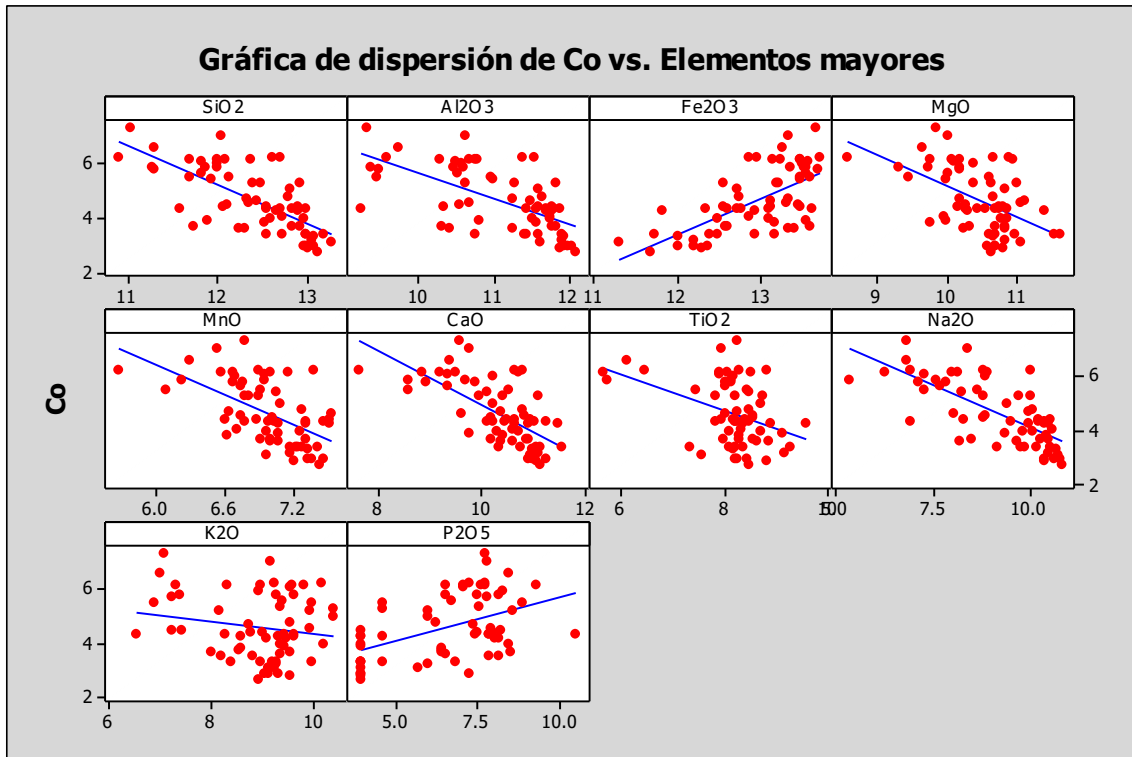 Gráfica de dispersión de Co vs. Elementos mayores
SiO2 Al2O3 Fe2O3 MgO
6
4
2
11 12 13 10 11 12 11 12 13 9 10 11
MnO CaO TiO2 Na2O
6
4
2
6.0 6.6 7.2 8 10 12 6 8 10 5.0 7.5 10.0
K2O P2O5
6
4
2
6 8 10 5.0 7.5 10.0
Co